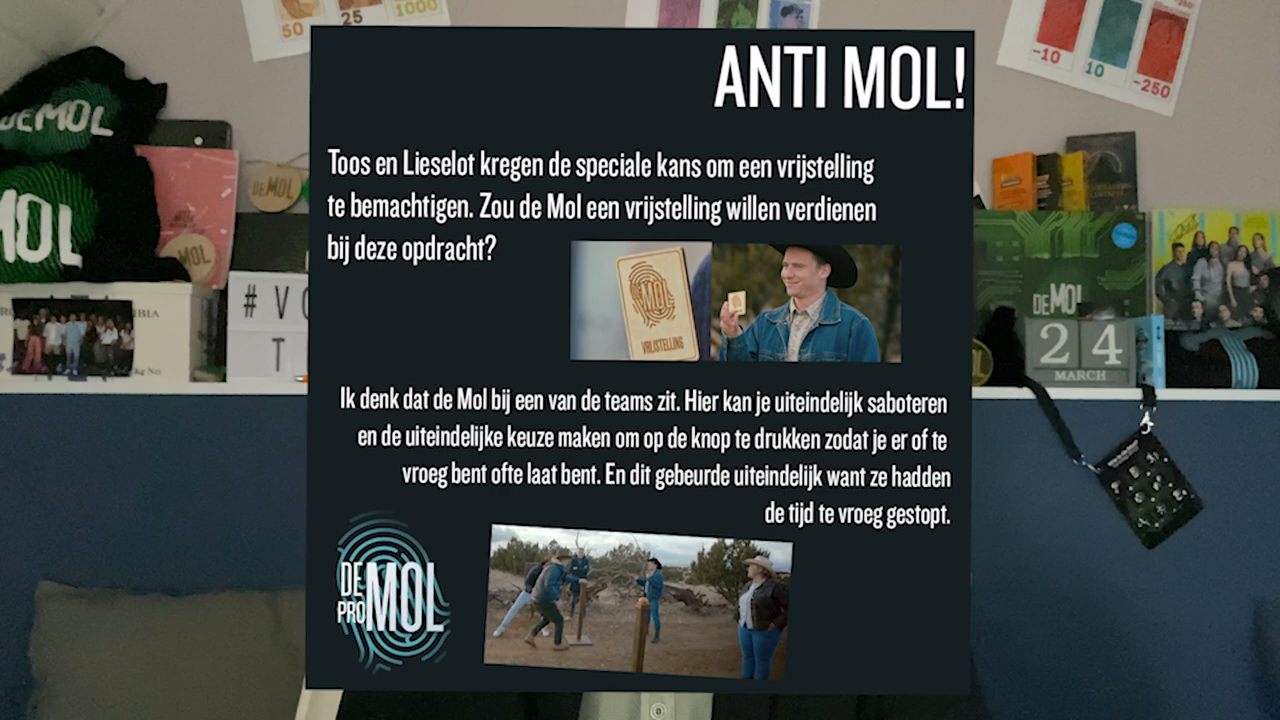 50
25
1000
-10
10
-250
ANTI MOL!
Toos en Lieselot kregen de speciale kans om een vrijstelling
te bemachtigen. Zou de Mol een vrijstelling willen verdienen
bij deze opdracht?
MOL
VRIJSTELLING
Ik denk dat de Mol bij een van de teams zit. Hier kan je uiteindelijk saboteren
en de uiteindelijke keuze maken om op de knop te drukken zodat je er of te
vroeg bent ofte laat bent. En dit gebeurde uiteindelijk want ze hadden
de tijd te vroeg gestopt.
DE
PRO MOL
DE MOL
MOL
DE MOL
MOL
# V
T
DE MOL
24
MARCH